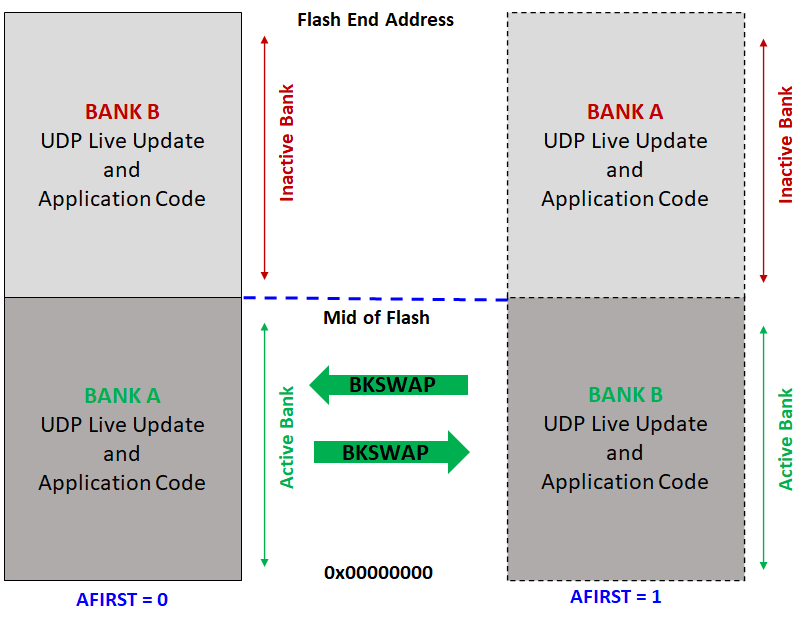 Flash End Address
BANK B
UDP Live Update
and
Application Code
Inactive Bank
BANK A
UDP Live Update
and
Application Code
Inactive Bank
Mid of Flash
BANK A
UDP Live Update
and
Application Code
Active Bank
BKSWAP
BKSWAP
BANK B
UDP Live Update
and
Application Code
Active Bank
0x00000000
AFIRST = 0
AFIRST = 1